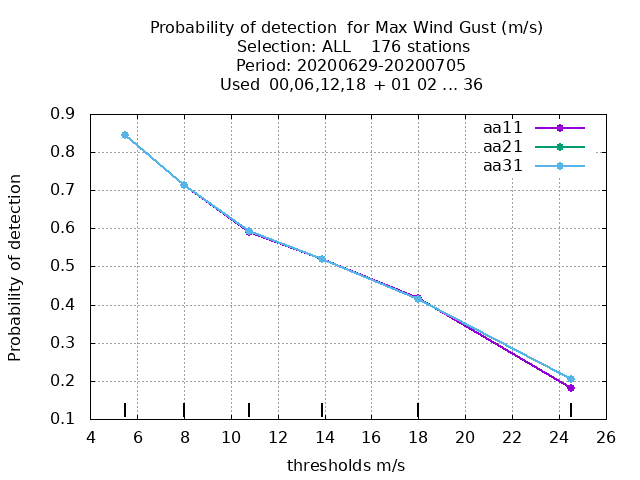 Probability of detection  for Max Wind Gust (m/s)
Selection: ALL    176 stations
Period: 20200629-20200705
Used  00,06,12,18  + 01 02 ... 36
aa11
aa21
aa31
Probability of detection
0.9
0.8
0.7
0.6
0.5
0.4
0.3
0.2
0.1
4 6 8 10 12 14 16 18 20 22 24 26
thresholds m/s